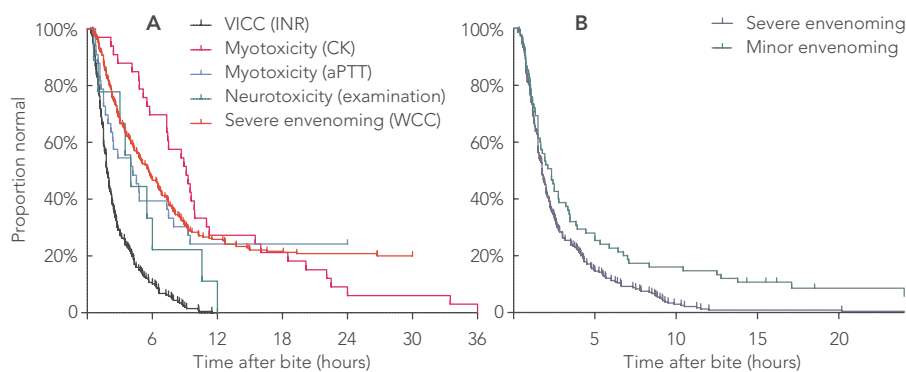 A
VICC (INR)
Myotoxicity (CK)
Myotoxicity (aPTT)
Neurotoxicity (examination)
Severe envenoming (WCC)
Proportion normal
100%
80%
60%
40%
20%
0
6
12
18
24
30
36
Time after bite (hours)
B
Severe envenoming
Minor envenoming
100%
80%
60%
40%
20%
0
5
10
15
20
Time after bite (hours)